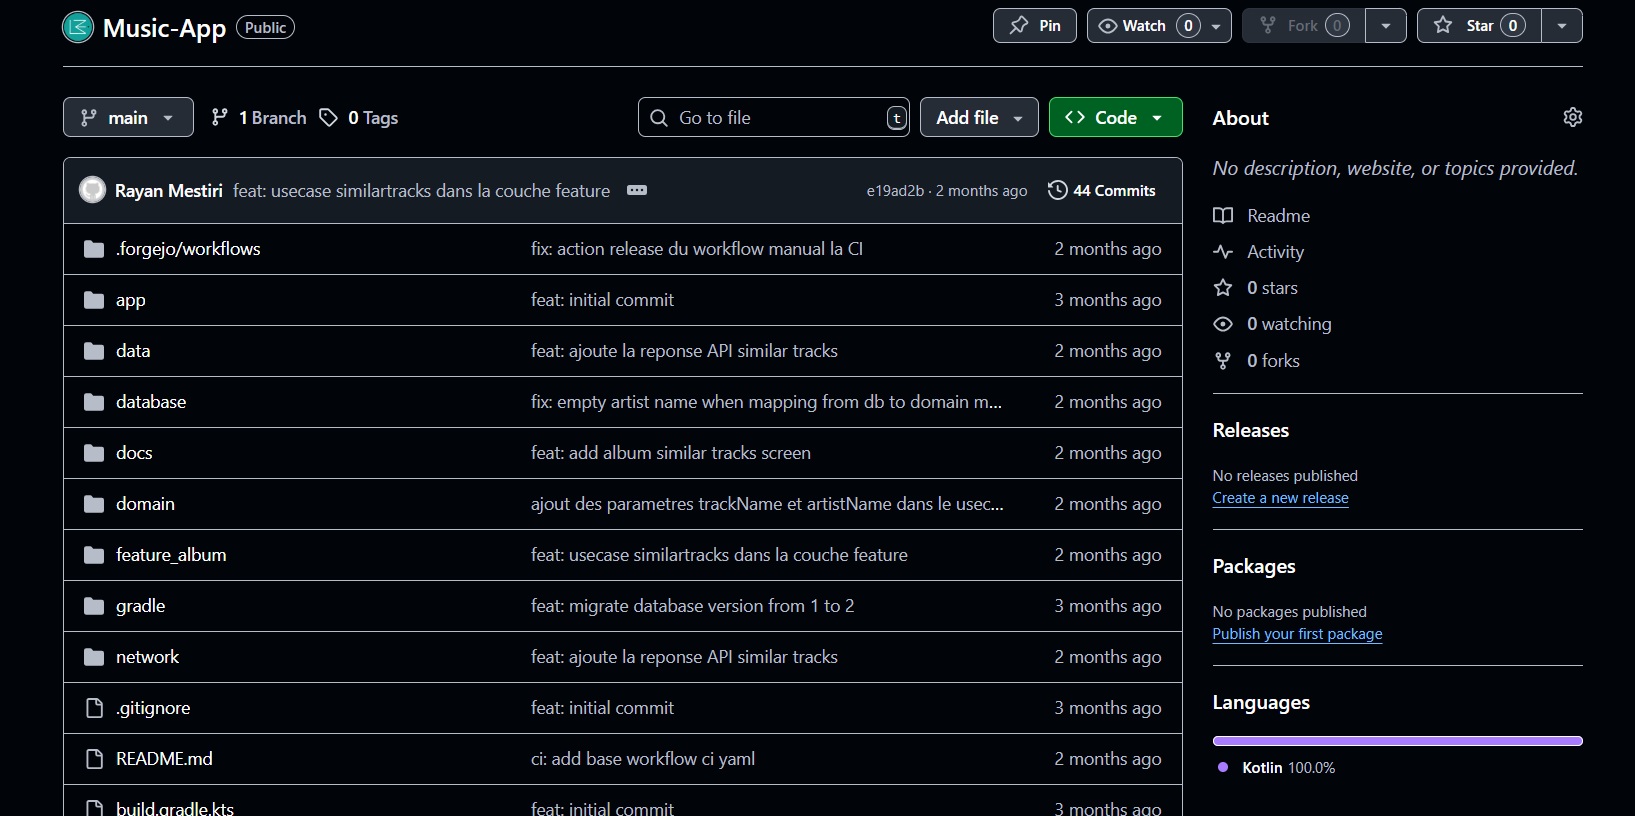 Music-App Public Pin Watch 0 Fork 0 Star 0
main 1 Branch 0 Tags Go to file t Add file Code
Rayan Mestiri feat: usecase similartracks dans la couche feature e19ad2b · 2 months ago 44 Commits
.forgejo/workflows fix: action release du workflow manual la CI 2 months ago
app feat: initial commit 3 months ago
data feat: ajoute la reponse API similar tracks 2 months ago
database fix: empty artist name when mapping from db to domain m... 2 months ago
docs feat: add album similar tracks screen 2 months ago
domain ajout des parametres trackName et artistName dans le usec... 2 months ago
feature_album feat: usecase similartracks dans la couche feature 2 months ago
gradle feat: migrate database version from 1 to 2 3 months ago
network feat: ajoute la reponse API similar tracks 2 months ago
.gitignore feat: initial commit 3 months ago
README.md ci: add base workflow ci yaml 2 months ago
build.gradle.kts feat: initial commit 3 months ago
About
No description, website, or topics provided.
Readme
Activity
0 stars
0 watching
0 forks
Releases
No releases published
Create a new release
Packages
No packages published
Publish your first package
Languages
Kotlin 100.0%